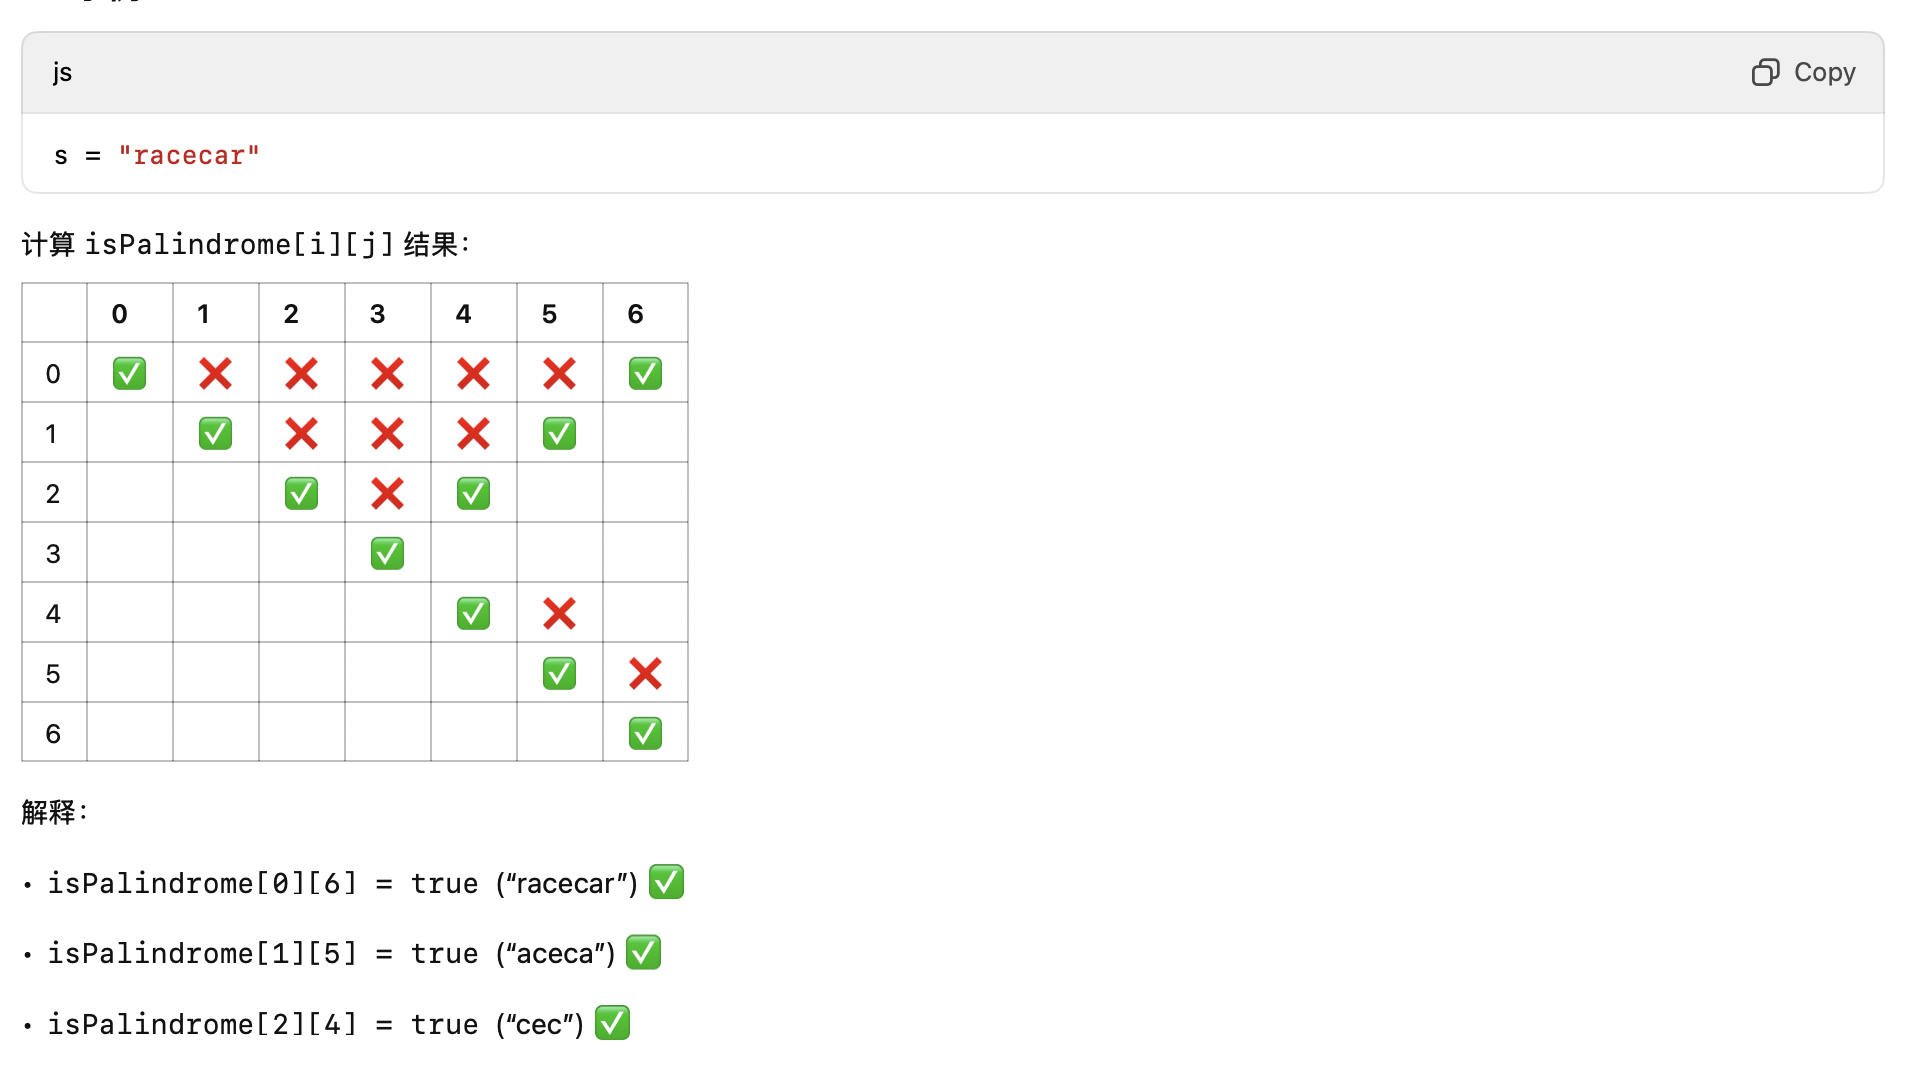 js
Copy
s = "racecar"
计算 isPalindrome[i][j] 结果：
0 1 2 3 4 5 6
0 ✅ ❌ ❌ ❌ ❌ ❌ ✅
1 ✅ ❌ ❌ ❌ ✅
2 ✅ ❌ ✅
3 ✅
4 ✅ ❌
5 ✅ ❌
6 ✅
解释：
• isPalindrome[0][6] = true (“racecar”) ✅
• isPalindrome[1][5] = true (“aceca”) ✅
• isPalindrome[2][4] = true (“cec”) ✅